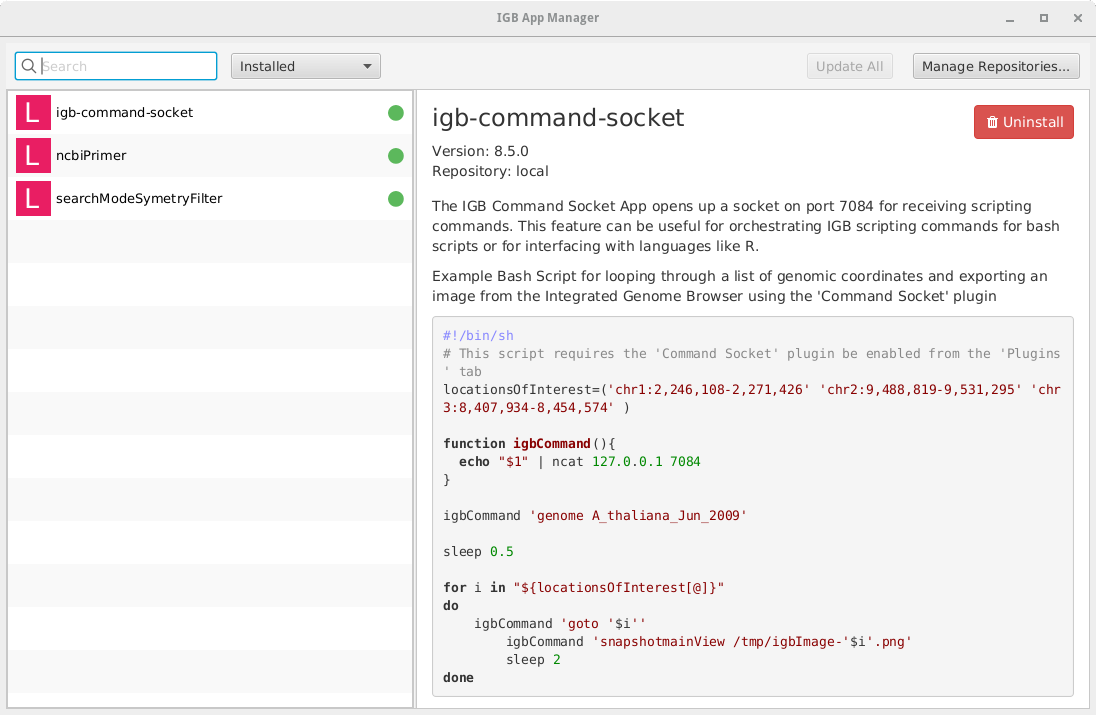 IGB App Manager
Search
Installed
Update All
Manage Repositories...
L igb-command-socket
L ncbiPrimer
L searchModeSymetryFilter
igb-command-socket
Uninstall
Version: 8.5.0
Repository: local
The IGB Command Socket App opens up a socket on port 7084 for receiving scripting
commands. This feature can be useful for orchestrating IGB scripting commands for bash
scripts or for interfacing with languages like R.
Example Bash Script for looping through a list of genomic coordinates and exporting an
image from the Integrated Genome Browser using the 'Command Socket' plugin
#!/bin/sh
# This script requires the 'Command Socket' plugin be enabled from the 'Plugins
' tab
locationsOfInterest=('chr1:2,246,108-2,271,426' 'chr2:9,488,819-9,531,295' 'chr
3:8,407,934-8,454,574' )
function igbCommand(){
  echo "$1" | ncat 127.0.0.1 7084
}
igbCommand 'genome A_thaliana_Jun_2009'
sleep 0.5
for i in "${locationsOfInterest[@]}"
do
    igbCommand 'goto '$i''
        igbCommand 'snapshotmainView /tmp/igbImage-'$i'.png'
        sleep 2
done